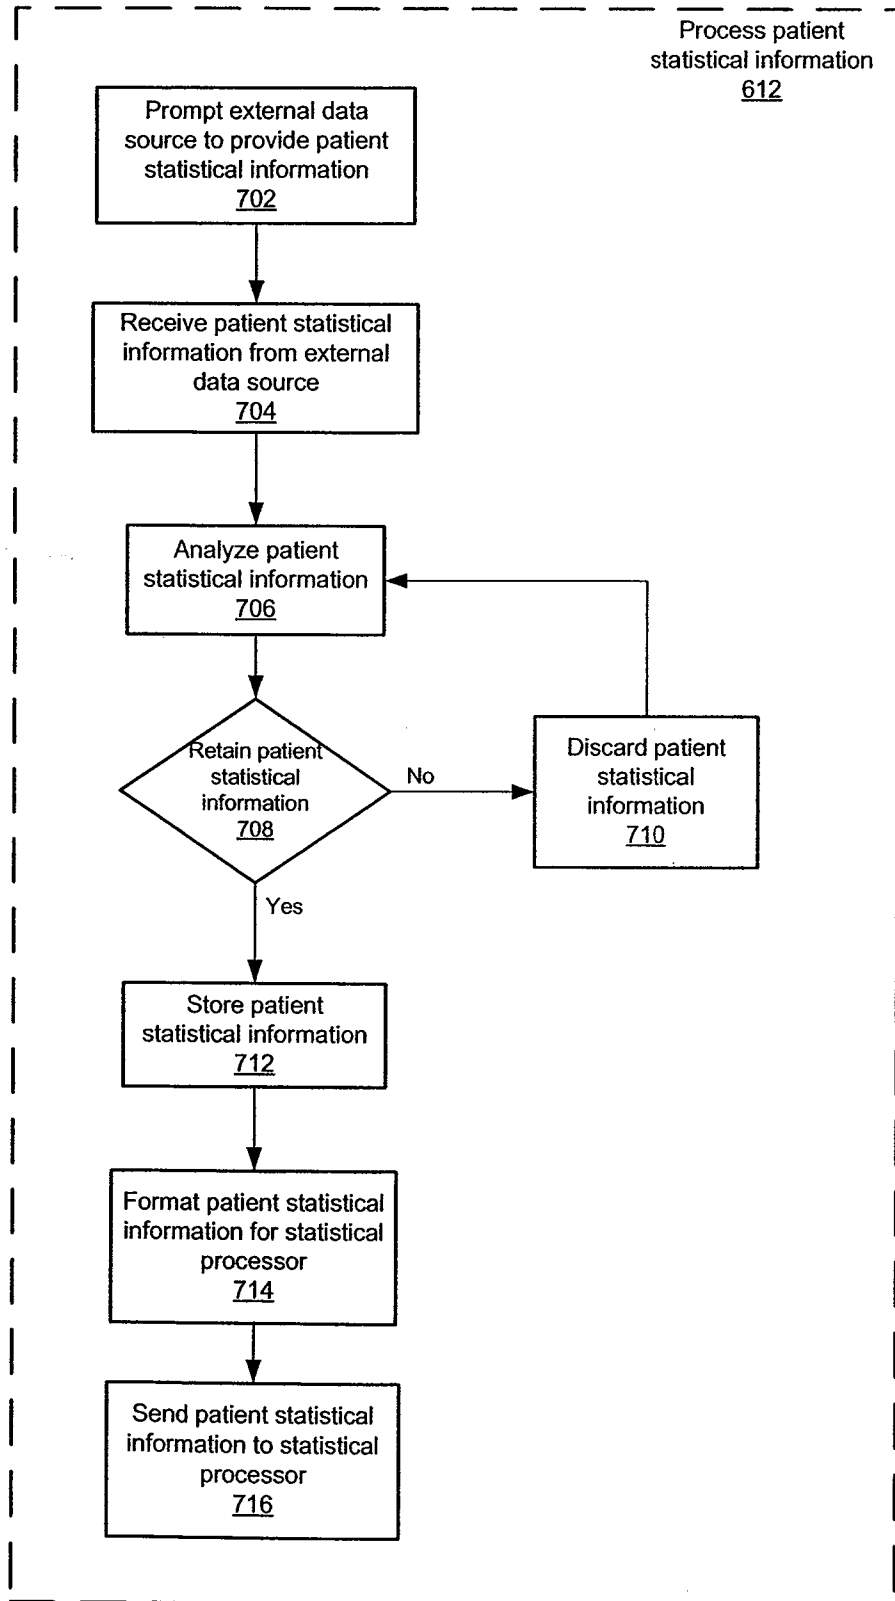 Process patient
statistical information
612
Prompt external data
source to provide patient
statistical information
702
Receive patient statistical
information from external
data source
704
Analyze patient
statistical information
706
Retain patient
statistical
information
708
No
Discard patient
statistical
information
710
Yes
Store patient
statistical information
712
Format patient statistical
information for statistical
processor
714
Send patient statistical
information to statistical
processor
716